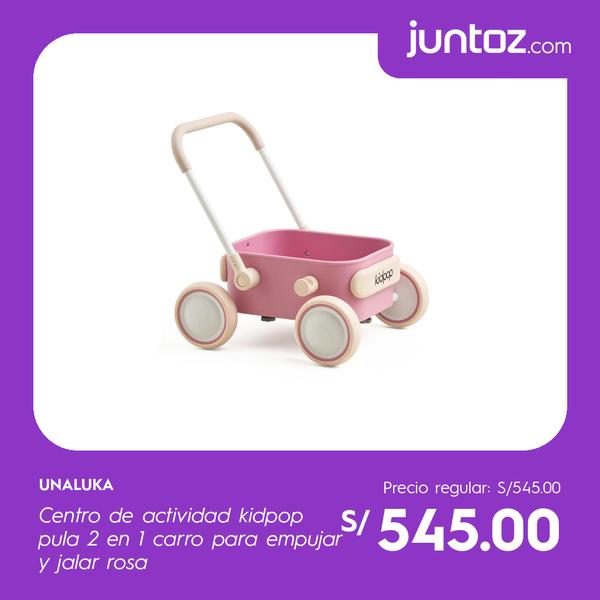 juntoz.com
kidpop
UNALUKA
Precio regular: S/545.00
Centro de actividad kidpop
pula 2 en 1 carro para empujar
y jalar rosa
S/ 545.00